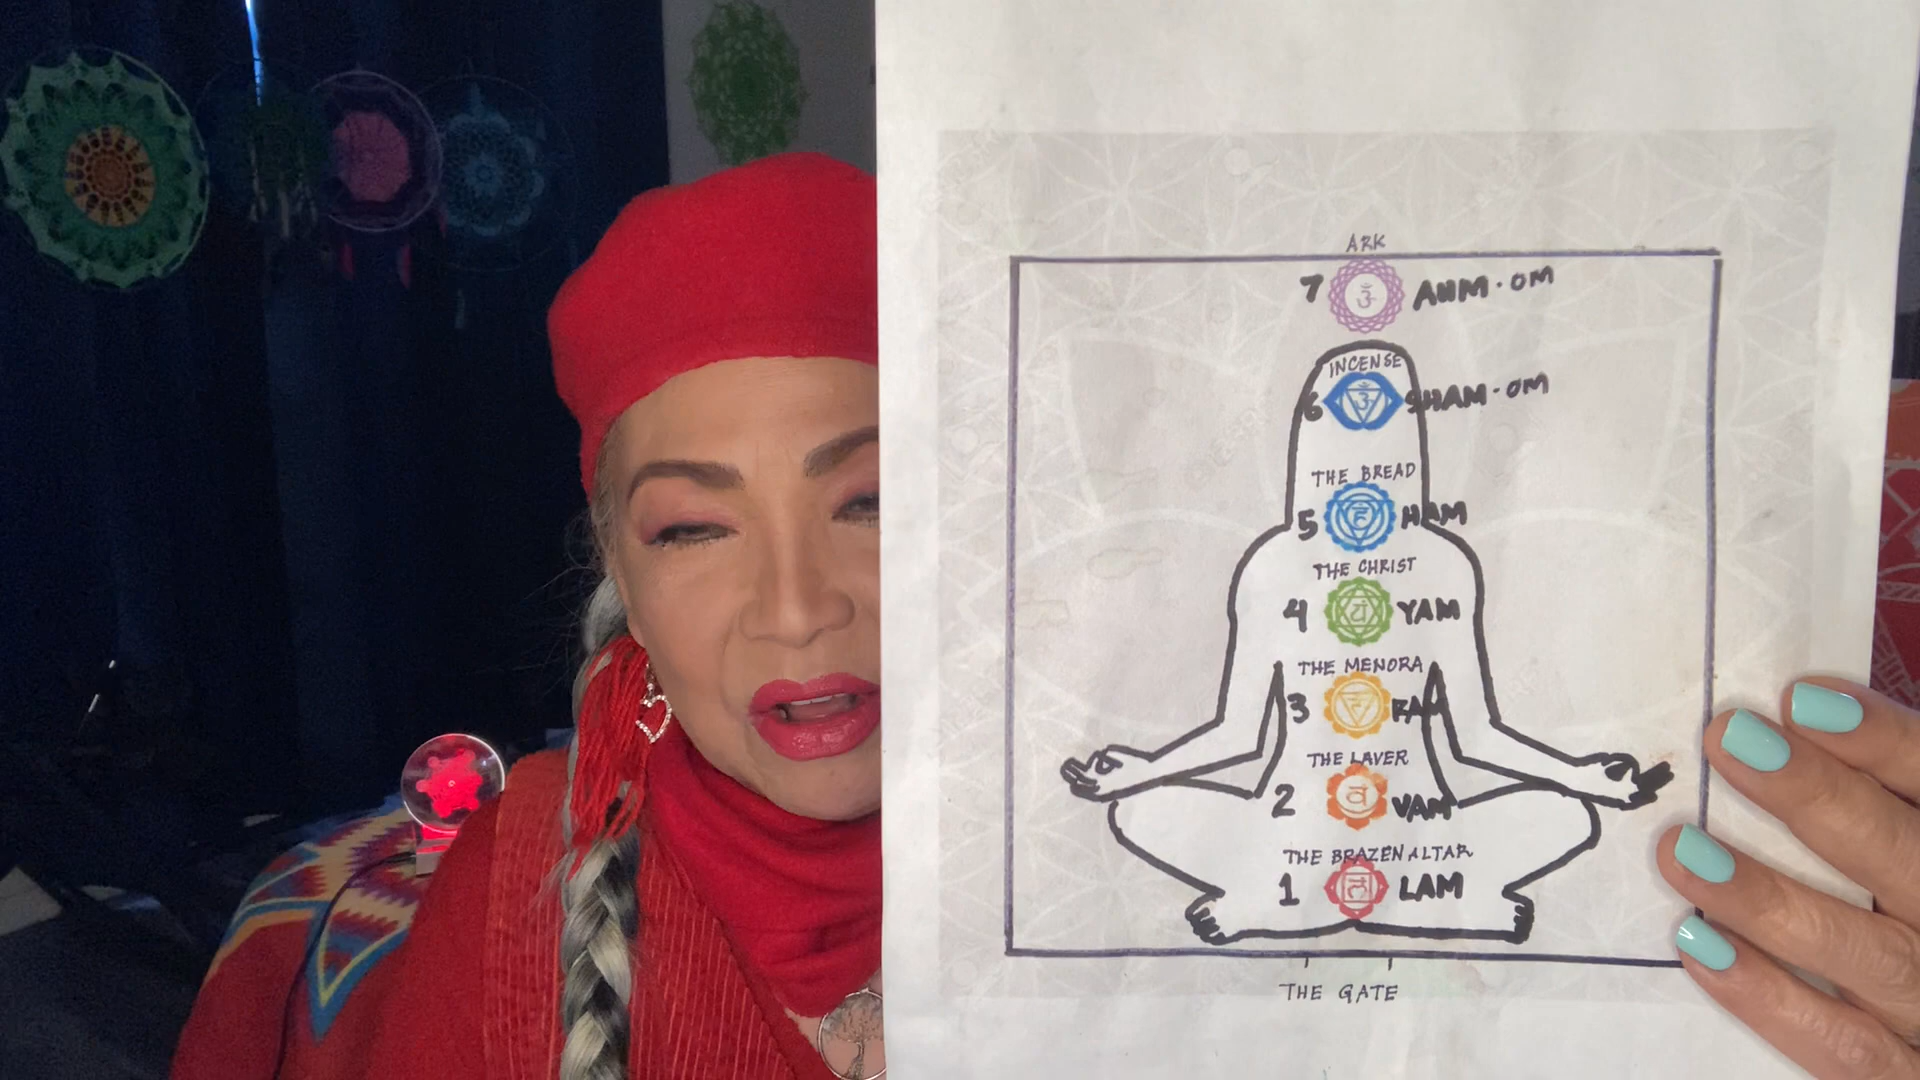 ARK
7 ॐ AHM·OM
INCENSE
6 ॐ SHAM·OM
THE BREAD
5 हं HAM
THE CHRIST
4 यं YAM
THE MENORA
3 रं RAM
THE LAVER
2 वं VAM
THE BRAZEN ALTAR
1 लं LAM
THE GATE